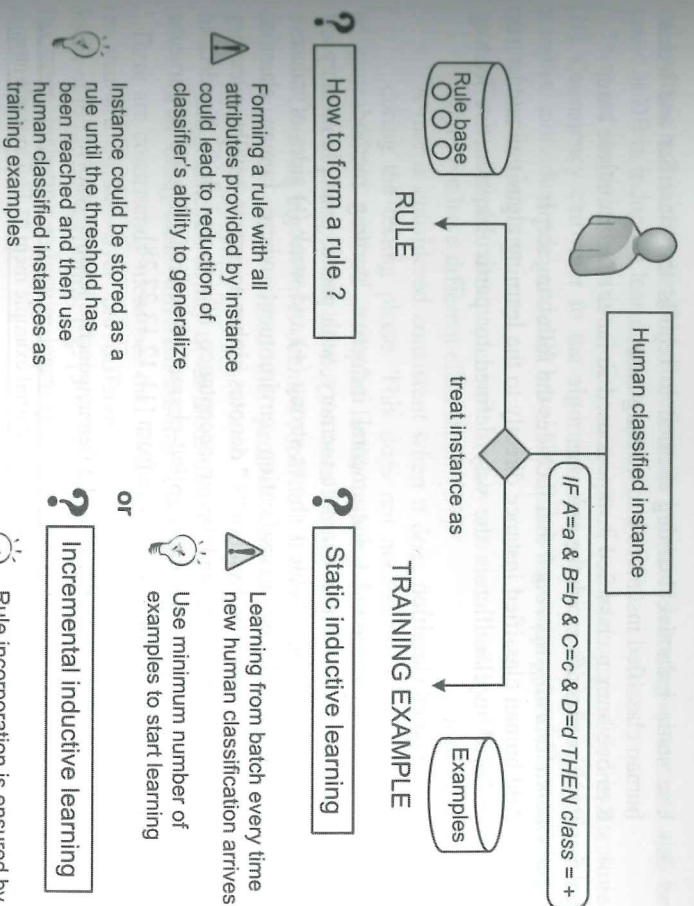 Human classified instance
IF A=a & B=b & C=c & D=d THEN class = +
treat instance as
Rule base
RULE
Examples
TRAINING EXAMPLE
? How to form a rule ?
Forming a rule with all
attributes provided by instance
could lead to reduction of
classifier's ability to generalize
Instance could be stored as a
rule until the threshold has
been reached and then use
human classified instances as
training examples
? Static inductive learning
Learning from batch every time
new human classification arrives
Use minimum number of
examples to start learning
or
? Incremental inductive learning
Rule incorporation is ensured by